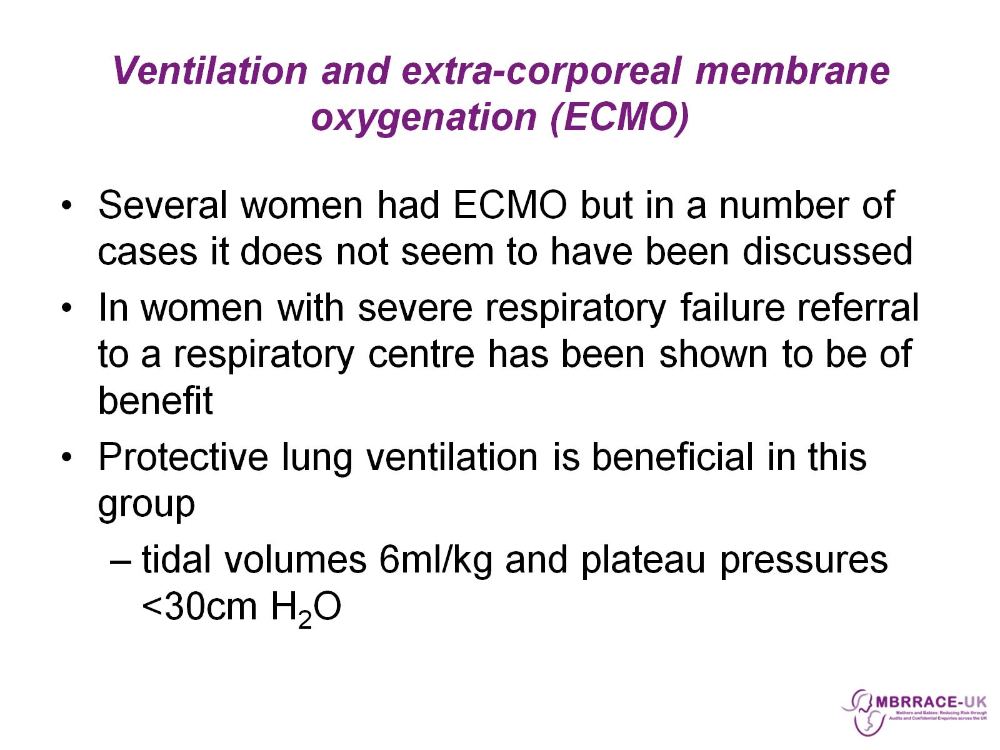 Ventilation and extra-corporeal membrane
oxygenation (ECMO)
• Several women had ECMO but in a number of
cases it does not seem to have been discussed
• In women with severe respiratory failure referral
to a respiratory centre has been shown to be of
benefit
• Protective lung ventilation is beneficial in this
group
– tidal volumes 6ml/kg and plateau pressures
<30cm H₂O
MBRRACE-UK
Mothers and Babies: Reducing Risk through
Audits and Confidential Enquiries across the UK